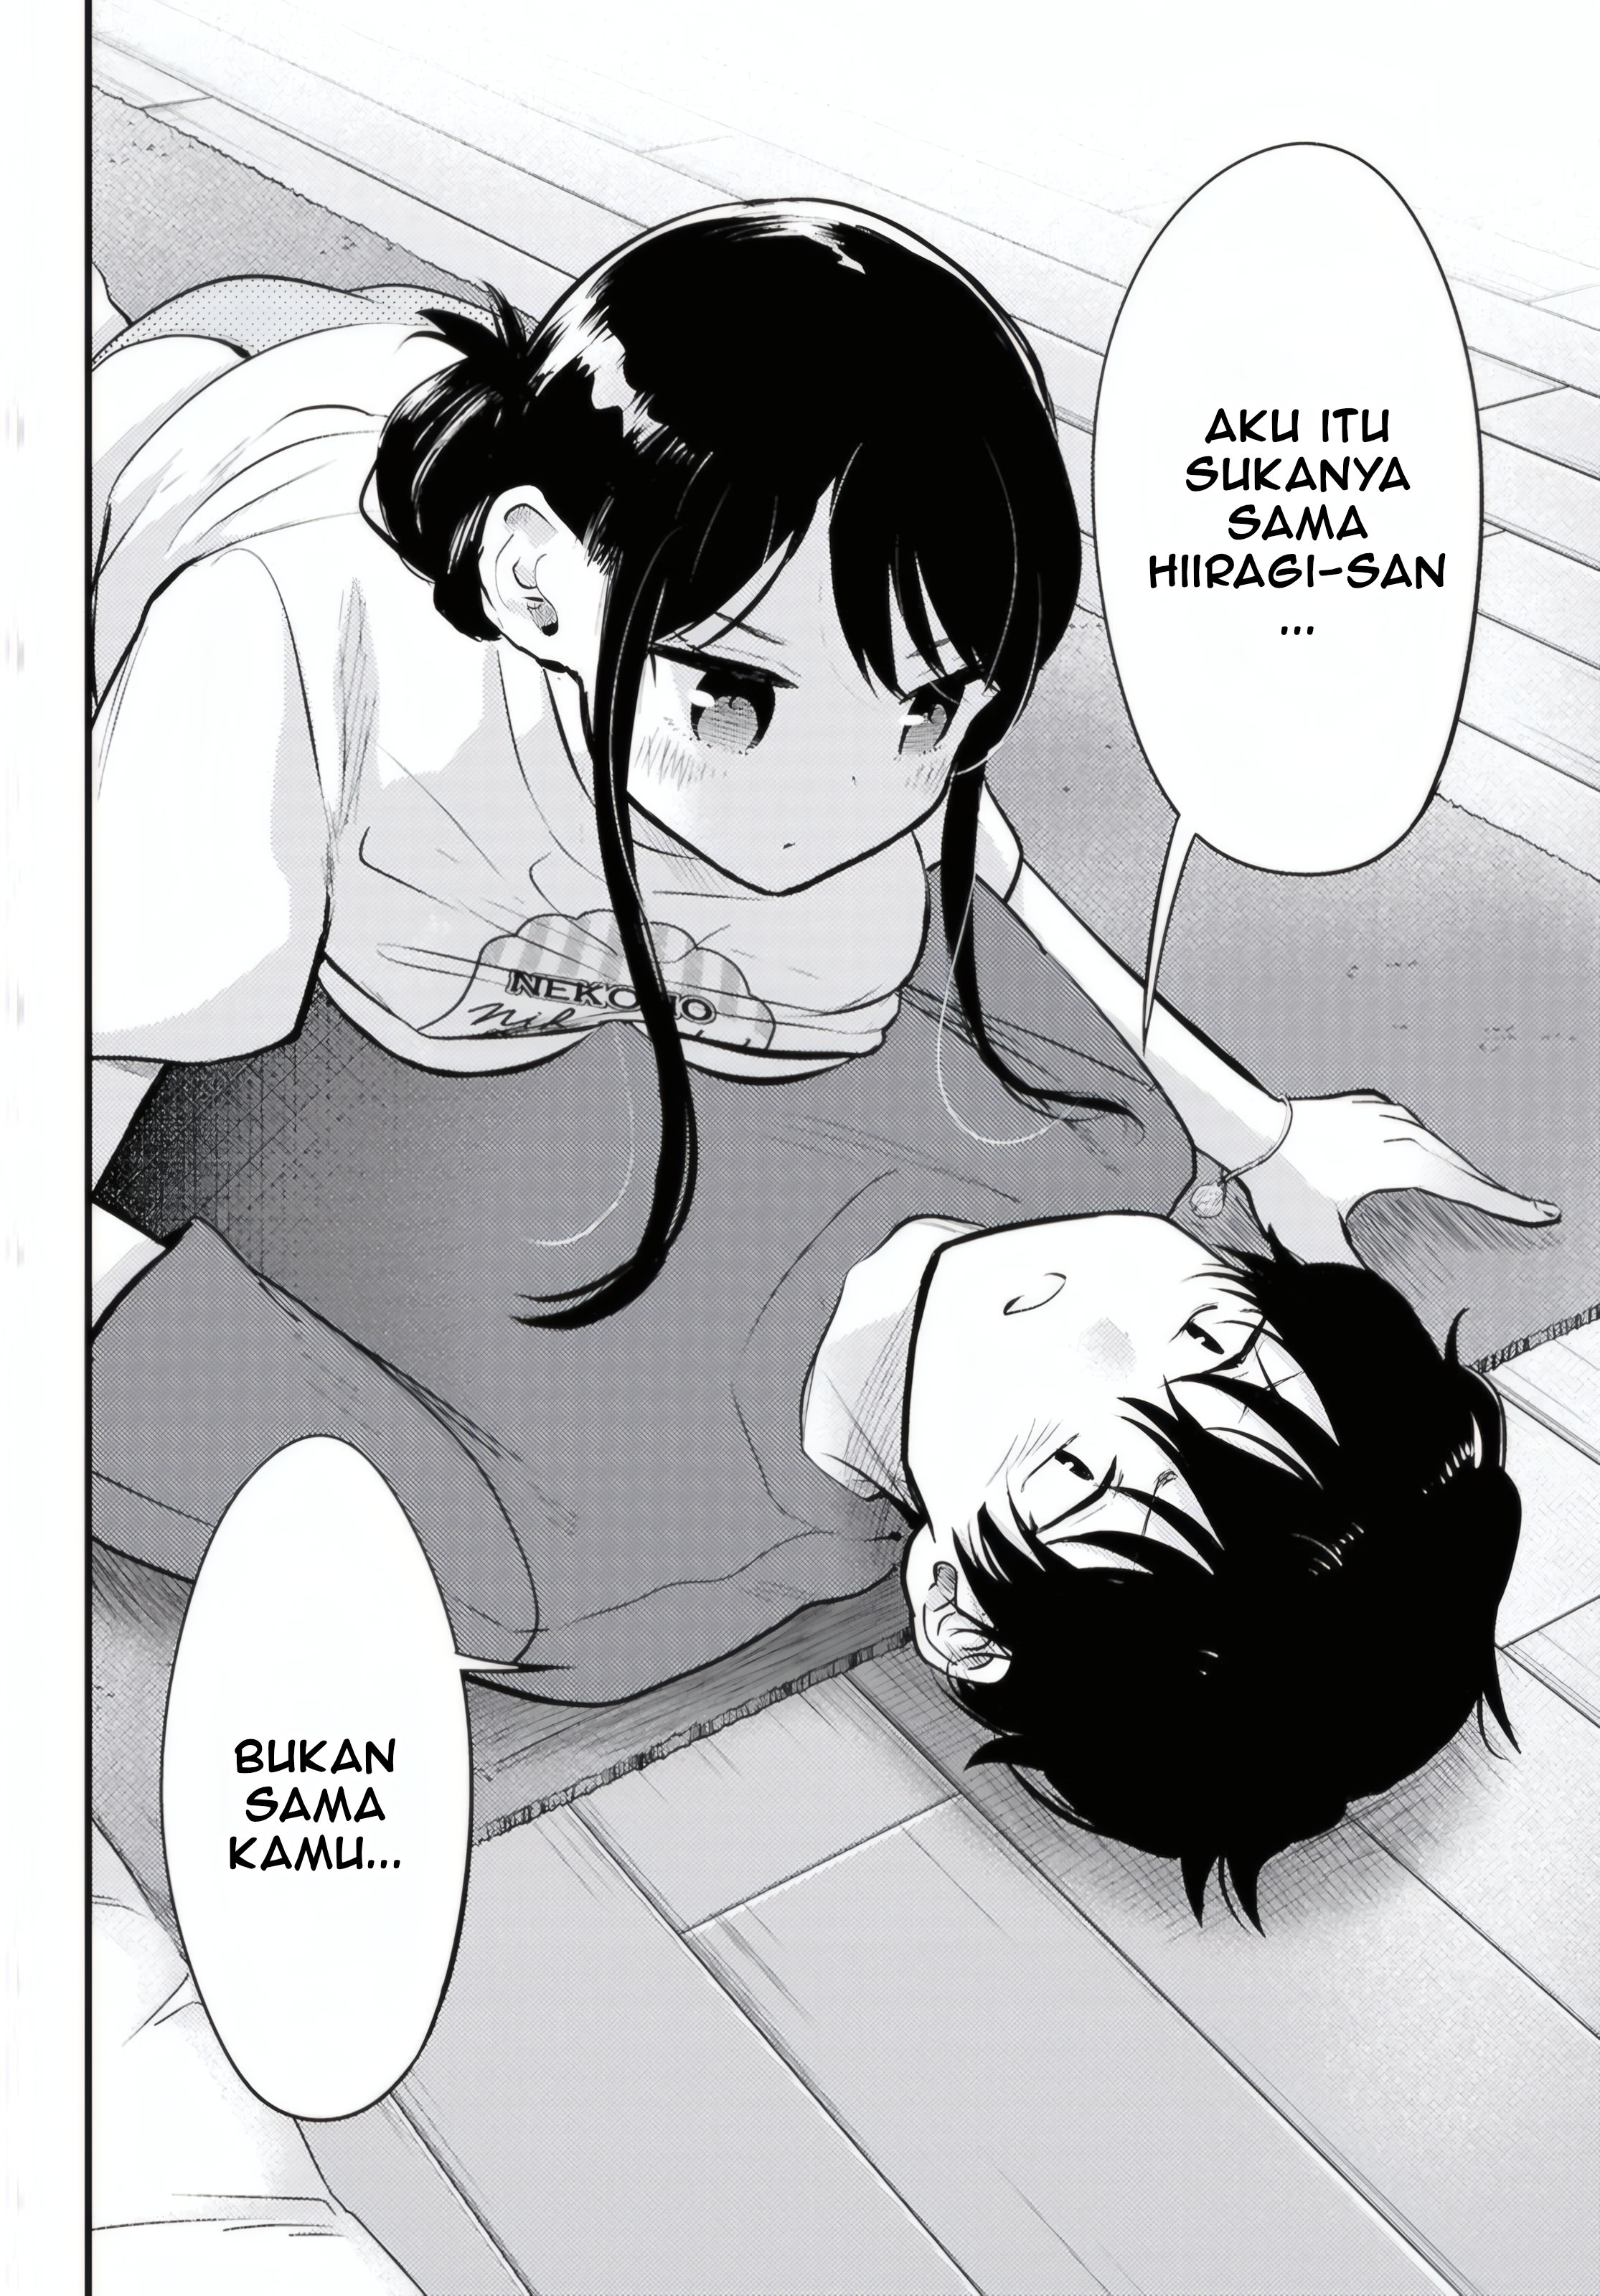 AKU ITU
SUKANYA
SAMA
HIIRAGI-SAN
...
NEKO
BUKAN
SAMA
KAMU...